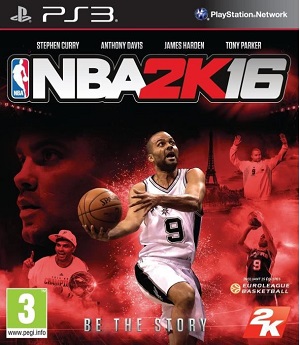 PS3
PlayStation Network
STEPHEN CURRY ANTHONY DAVIS JAMES HARDEN TONY PARKER
NBA
NBA2K16
9
9
EUROLEAGUE
BASKETBALL
BE THE STORY
3
www.pegi.info
2K